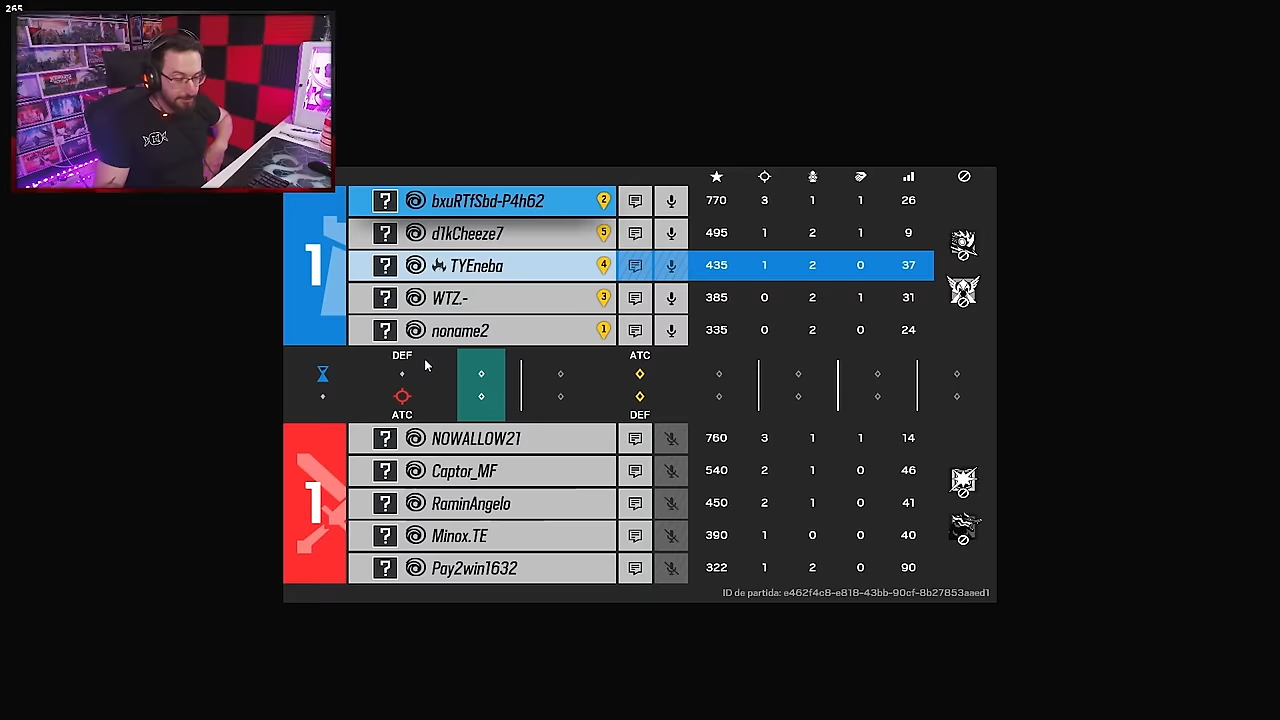 265
1
? bxuRTfSbd-P4h62 2 770 3 1 1 26
? d1kCheeze7 5 495 1 2 1 9
? TYEneba 4 435 1 2 0 37
? WTZ.- 3 385 0 2 1 31
? noname2 1 335 0 2 0 24
DEF ATC
ATC DEF
1
? NOWALLOW21 760 3 1 1 14
? Captor_MF 540 2 1 0 46
? RaminAngelo 450 2 1 0 41
? Minox.TE 390 1 0 0 40
? Pay2win1632 322 1 2 0 90
ID de partida: e462f4c8-e818-43bb-90cf-8b27853aaed1